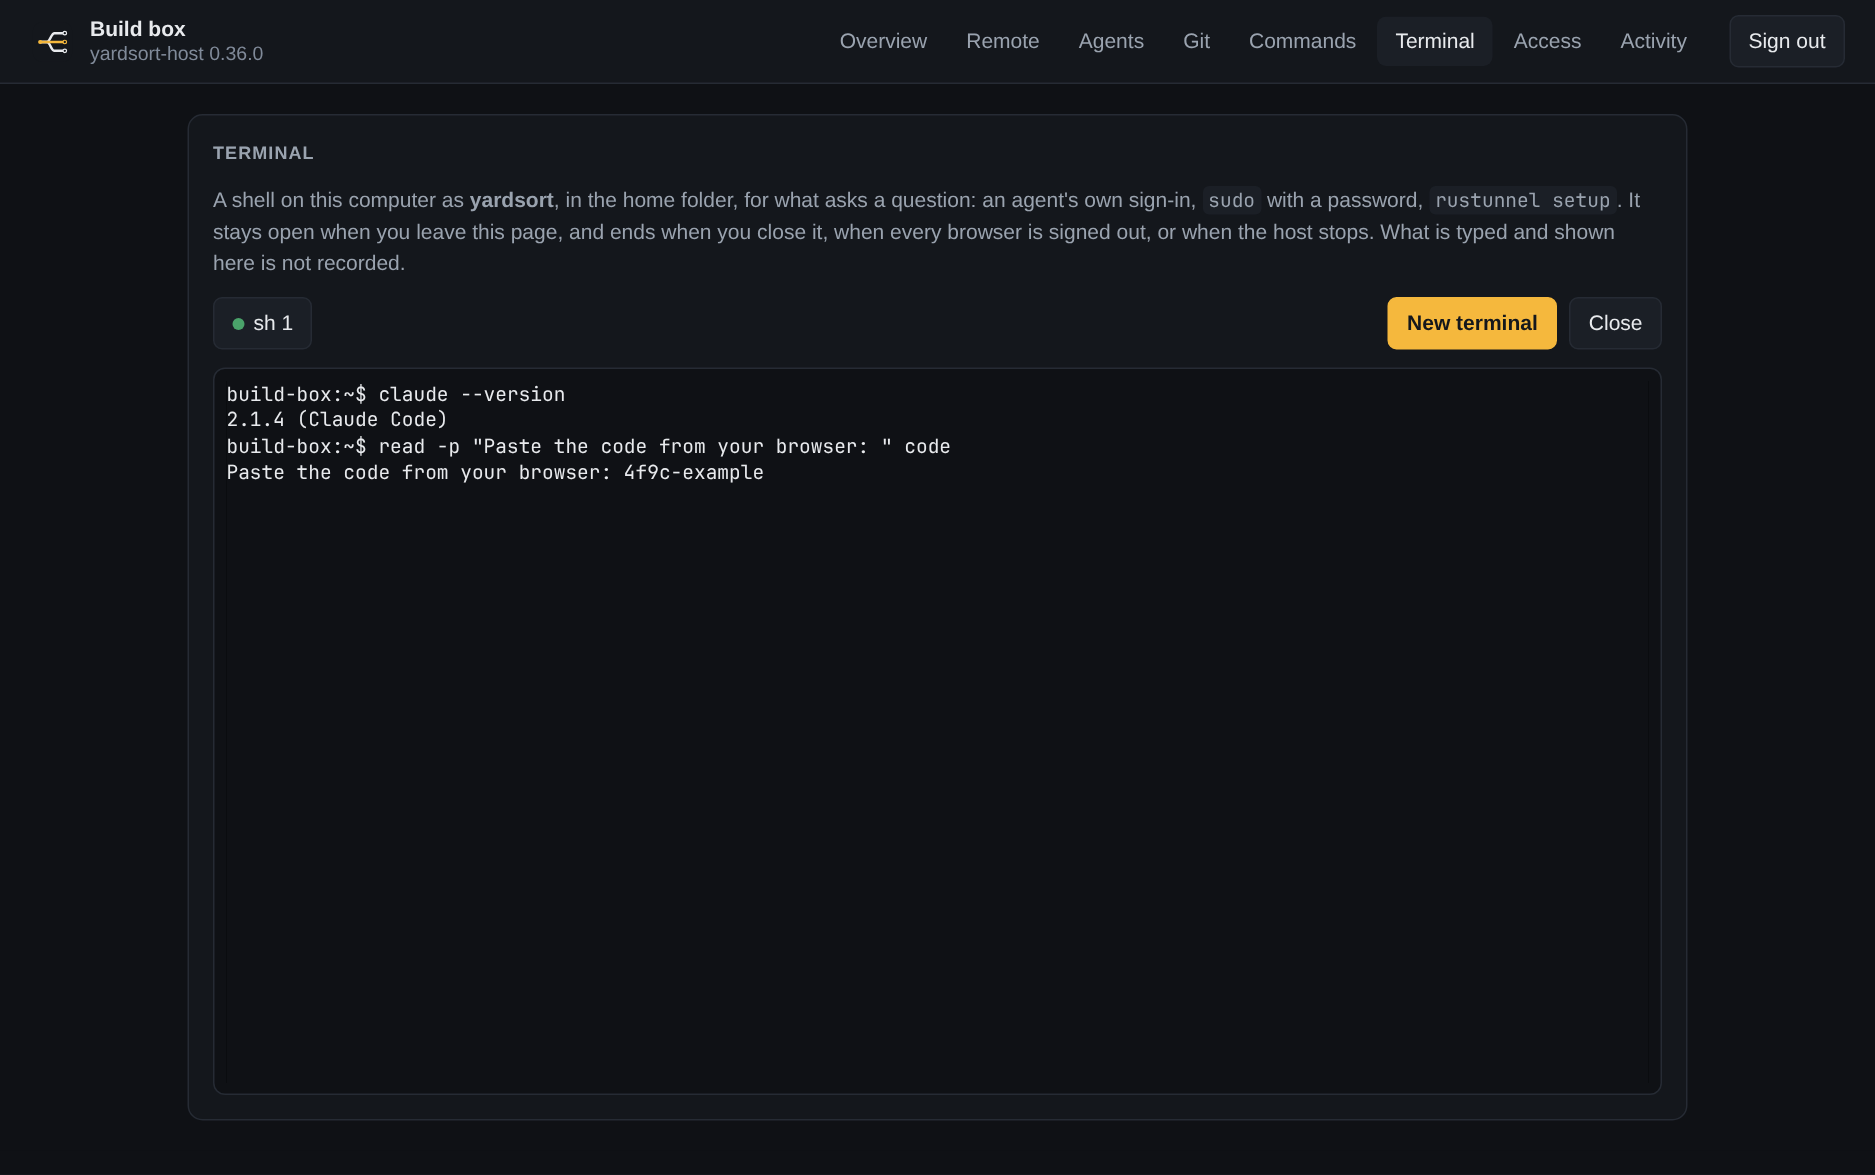 Build box
yardsort-host 0.36.0
Overview Remote Agents Git Commands Terminal Access Activity Sign out
TERMINAL
A shell on this computer as yardsort, in the home folder, for what asks a question: an agent's own sign-in, sudo with a password, rustunnel setup. It
stays open when you leave this page, and ends when you close it, when every browser is signed out, or when the host stops. What is typed and shown
here is not recorded.
sh 1 New terminal Close
build-box:~$ claude --version
2.1.4 (Claude Code)
build-box:~$ read -p "Paste the code from your browser: " code
Paste the code from your browser: 4f9c-example